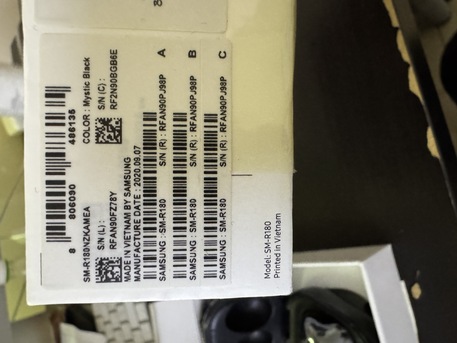 8 806090 486135
SM-R180NZKAMEA
COLOR : Mystic Black
S/N (L) :
RFAN90FZ78Y
S/N (C) :
RF2N90BGB6E
MADE IN VIETNAM BY SAMSUNG
MANUFACTURE DATE : 2020.09.07
SAMSUNG : SM-R180 S/N (R) : RFAN90PJ98P A
SAMSUNG : SM-R180 S/N (R) : RFAN90PJ98P B
SAMSUNG : SM-R180 S/N (R) : RFAN90PJ98P C
Model: SM-R180
Printed in Vietnam